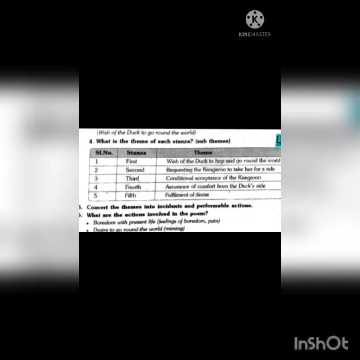 KINEMASTER
(Wish of the Duck to go round the world)
4. What is the theme of each stanza? (sub themes)
Sl.No. Stanza Theme
1 First Wish of the Duck to hop and go round the world
2 Second Requesting the Kangaroo to take her for a ride
3 Third Conditional acceptance of the Kangaroo
4 Fourth Assurance of comfort from the Duck's side
5 Fifth Fulfilment of desire
5. Convert the themes into incidents and performable actions.
6. What are the actions involved in the poem?
• Boredom with present life (feelings of boredom, pain)
• Desire to go round the world (miming)
InShOt